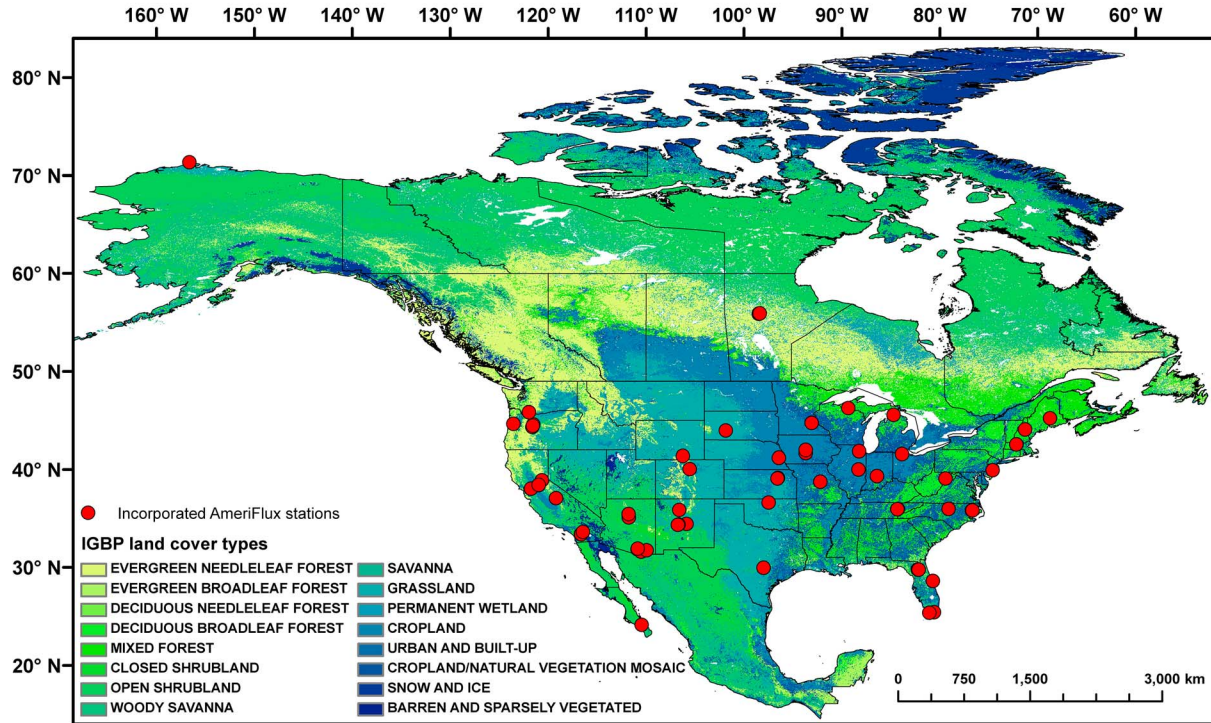 160° W 150° W 140° W 130° W 120° W 110° W 100° W 90° W 80° W 70° W 60° W
80° N
70° N
60° N
50° N
40° N
30° N
20° N
Incorporated AmeriFlux stations
IGBP land cover types
EVERGREEN NEEDLELEAF FOREST
EVERGREEN BROADLEAF FOREST
DECIDUOUS NEEDLELEAF FOREST
DECIDUOUS BROADLEAF FOREST
MIXED FOREST
CLOSED SHRUBLAND
OPEN SHRUBLAND
WOODY SAVANNA
SAVANNA
GRASSLAND
PERMANENT WETLAND
CROPLAND
URBAN AND BUILT-UP
CROPLAND/NATURAL VEGETATION MOSAIC
SNOW AND ICE
BARREN AND SPARSELY VEGETATED
0 750 1,500 3,000 km